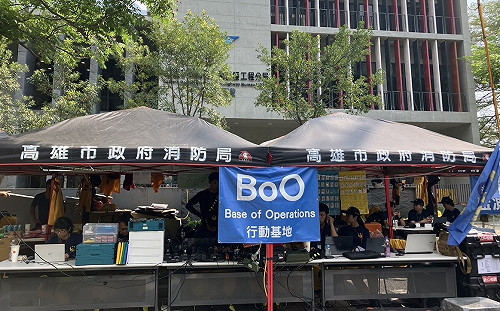 高雄市政府消防局
高雄市政府消防局
BoO
Base of Operations
行動基地